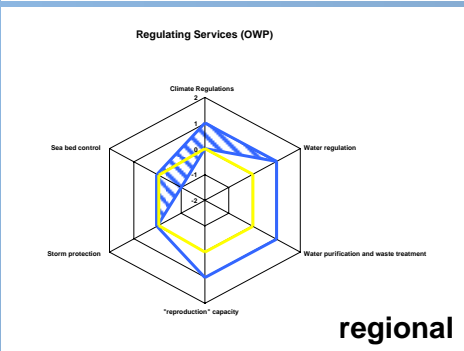 Regulating Services (OWP)
Climate Regulations
2
1
Sea bed control
0
Water regulation
-1
-2
Storm protection
Water purification and waste treatment
"reproduction" capacity
regional